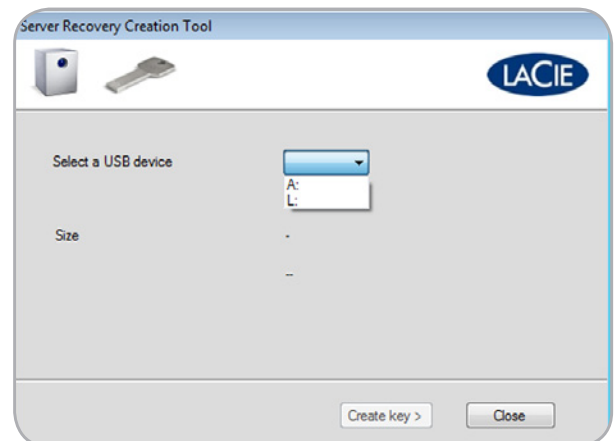 Server Recovery Creation Tool
LACIE
Select a USB device
A:
L:
Size -
--
Create key > Close